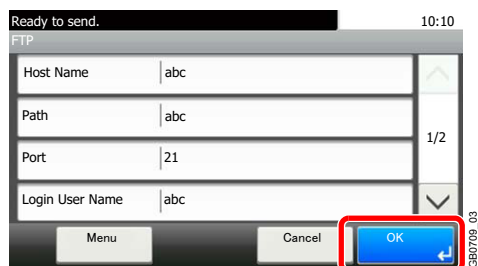 Ready to send. 10:10
FTP
Host Name abc
Path abc
1/2
Port 21
Login User Name abc
Menu Cancel OK
GB0709_03